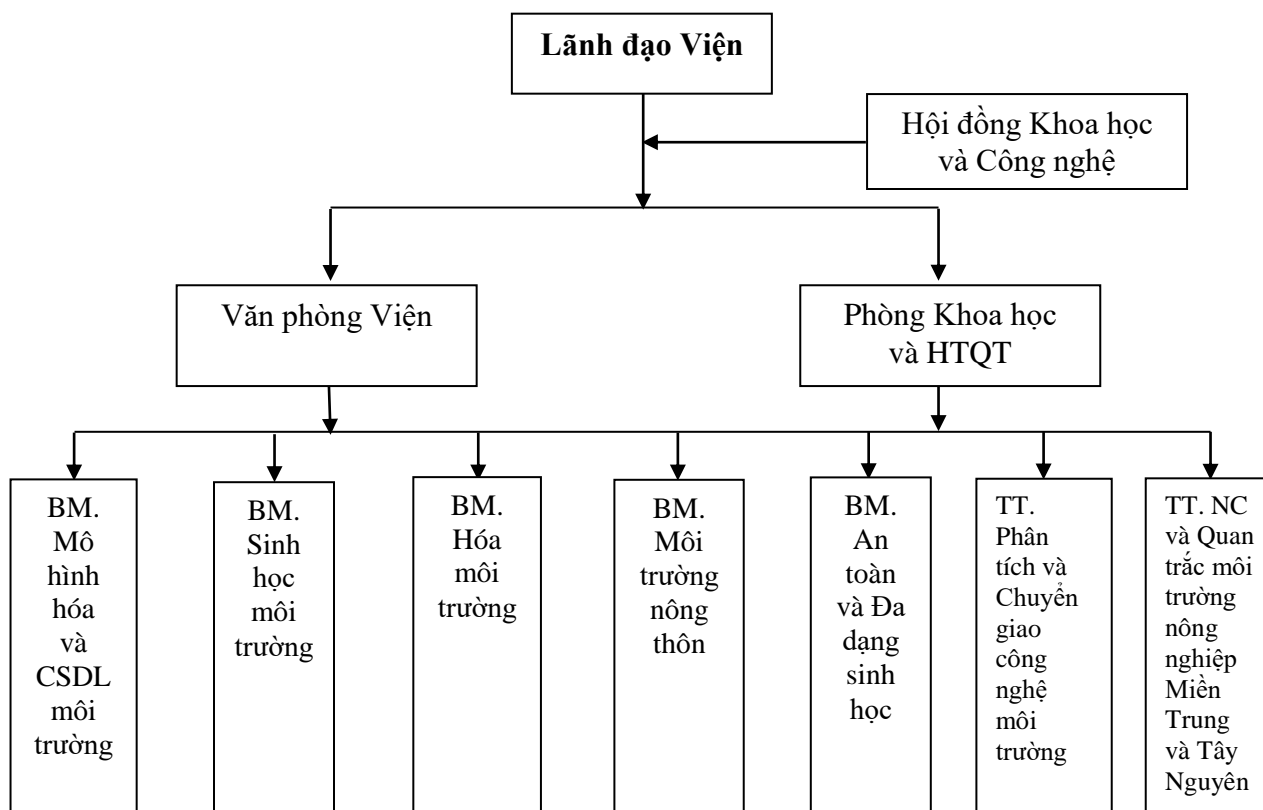 Lãnh đạo Viện
Hội đồng Khoa học
và Công nghệ
Văn phòng Viện
Phòng Khoa học
và HTQT
BM.
Mô
hình
hóa
và
CSDL
môi
trường
BM.
Sinh
học
môi
trường
BM.
Hóa
môi
trường
BM.
Môi
trường
nông
thôn
BM.
An
toàn
và Đa
dạng
sinh
học
TT.
Phân
tích và
Chuyển
giao
công
nghệ
môi
trường
TT. NC
và Quan
trắc môi
trường
nông
nghiệp
Miền
Trung
và Tây
Nguyên